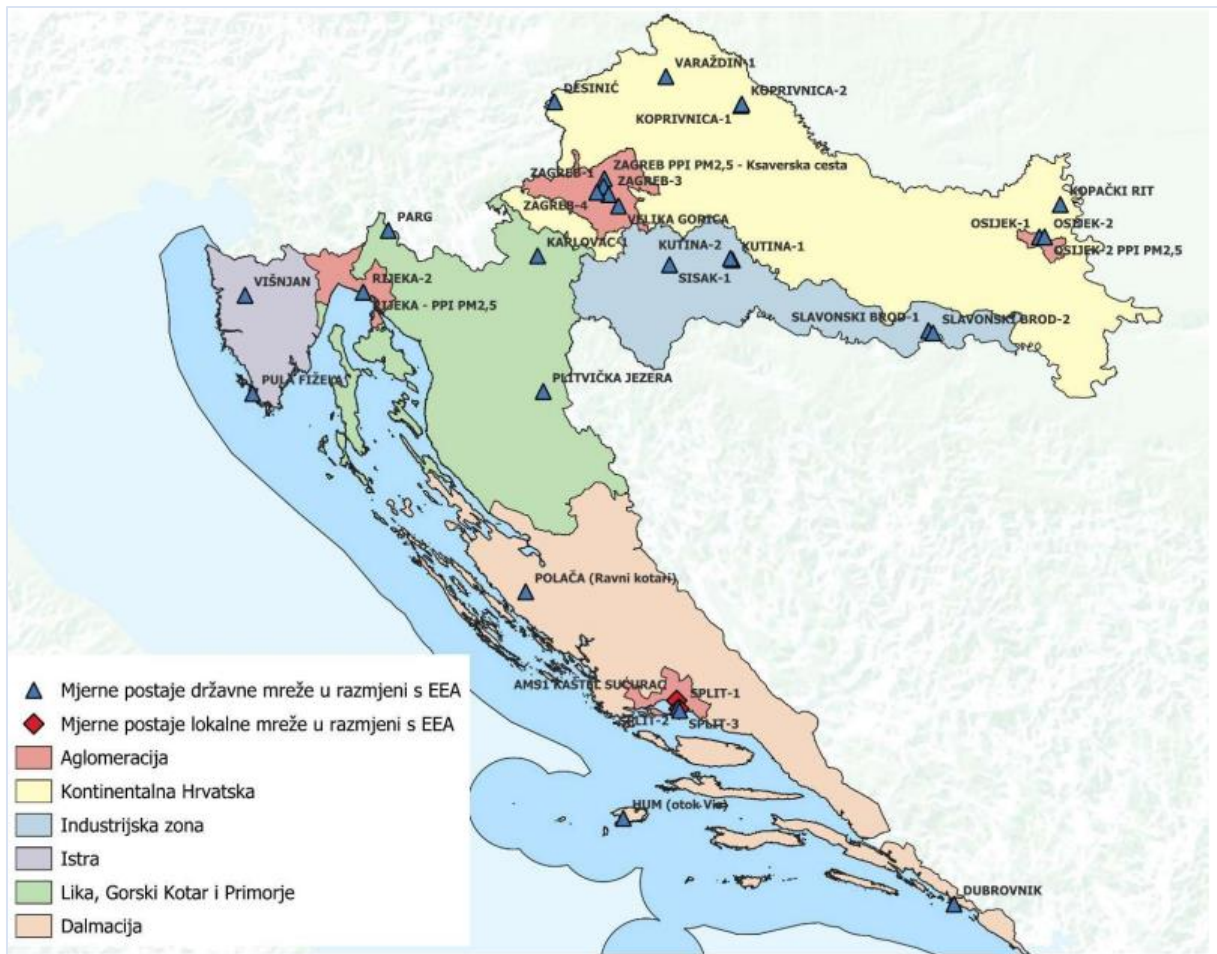 VARAŽDIN-1
DESINIĆ
KOPRIVNICA-2
KOPRIVNICA-1
ZAGREB PPI PM2,5 - Ksaverska cesta
ZAGREB-1
ZAGREB-3
ZAGREB-4
VELIKA GORICA
KOPAČKI RIT
OSIJEK-1
OSIJEK-2
OSIJEK-2 PPI PM2,5
PARG
KARLOVAC-1
KUTINA-2
KUTINA-1
SISAK-1
VIŠNJAN
RIJEKA-2
RIJEKA - PPI PM2,5
SLAVONSKI BROD-1
SLAVONSKI BROD-2
PULA FIŽELA
PLITVIČKA JEZERA
POLAČA (Ravni kotari)
AMS1 KAŠTEL SUĆURAC
SPLIT-1
SPLIT-2
SPLIT-3
HUM (otok Vis)
DUBROVNIK
Mjerne postaje državne mreže u razmjeni s EEA
Mjerne postaje lokalne mreže u razmjeni s EEA
Aglomeracija
Kontinentalna Hrvatska
Industrijska zona
Istra
Lika, Gorski Kotar i Primorje
Dalmacija